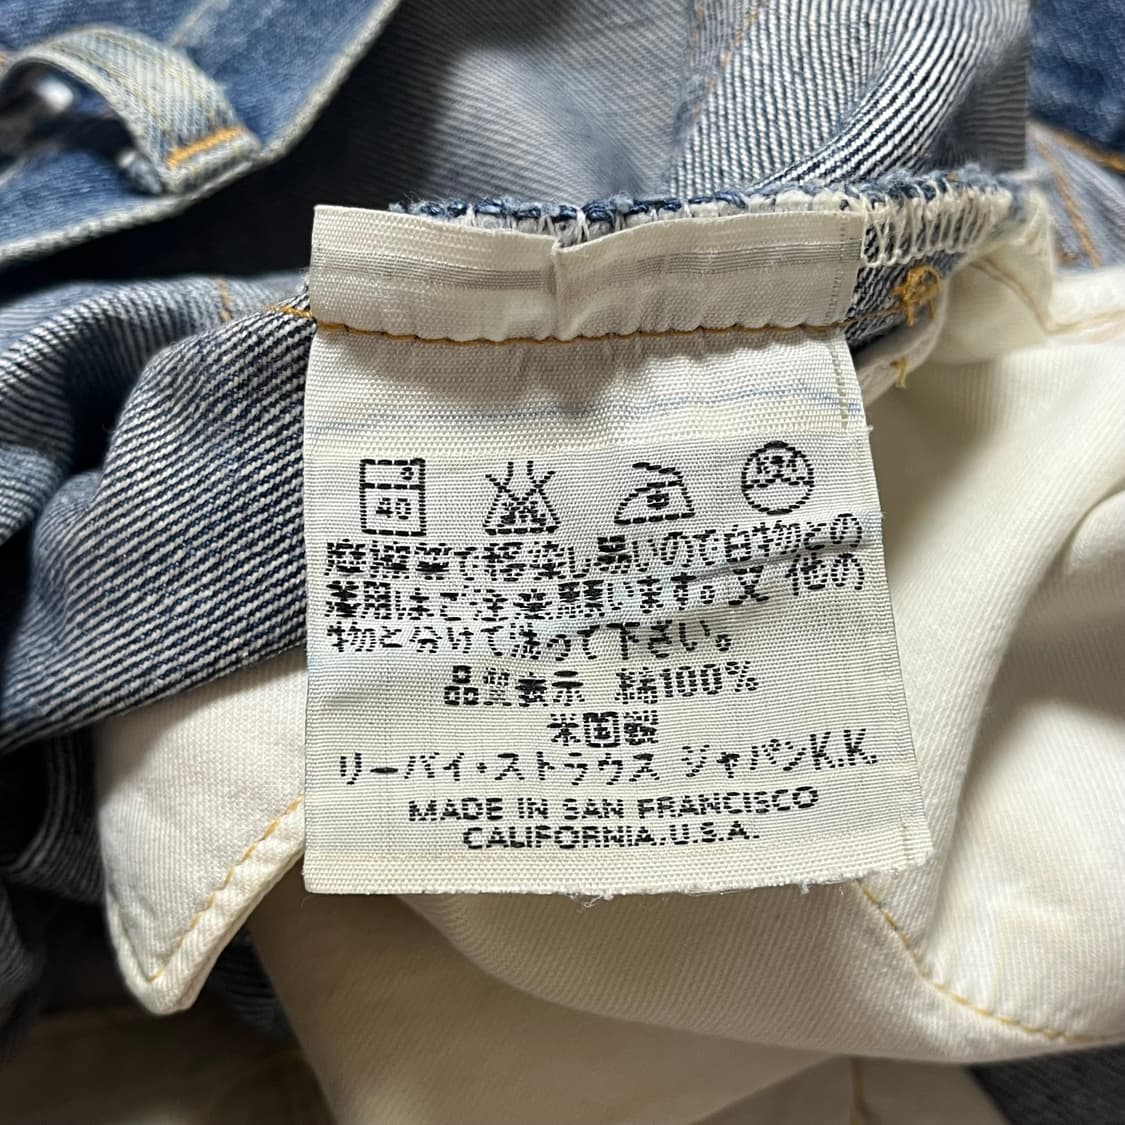 40
摩擦等で移染し易いので白物との
着用はご注意願います。又 他の
物と分けて洗って下さい。
品質表示 綿100%
米国製
リーバイ・ストラウス ジャパンK.K.
MADE IN SAN FRANCISCO
CALIFORNIA.U.S.A.